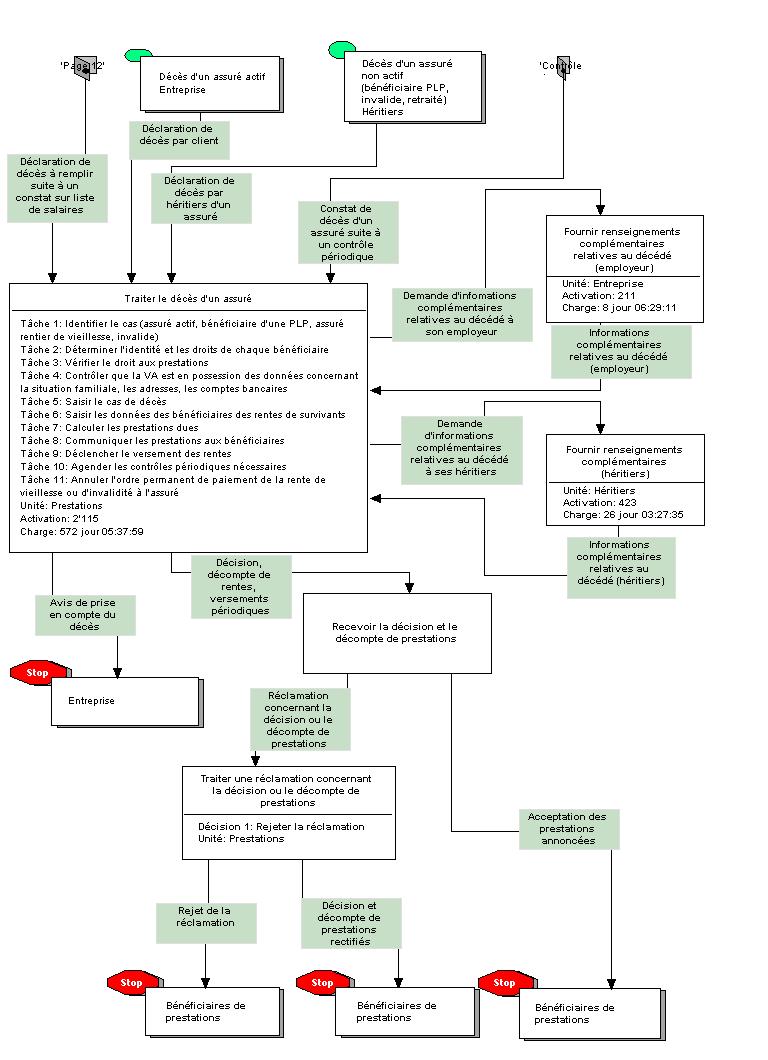 'Page 12'
Décès d'un assuré actif
Entreprise
Décès d'un assuré
non actif
(bénéficiaire PLP,
invalide, retraité)
Héritiers
'Contrôle
Déclaration de
décès à remplir
suite à un
constat sur liste
de salaires
Déclaration de
décès par client
Déclaration de
décès par
héritiers d'un
assuré
Constat de
décès d'un
assuré suite à
un contrôle
périodique
Fournir renseignements
complémentaires
relatives au décédé
(employeur)
Unité: Entreprise
Activation: 211
Charge: 8 jour 06:29:11
Traiter le décès d'un assuré
Tâche 1: Identifier le cas (assuré actif, bénéficiaire d'une PLP, assuré
rentier de vieillesse, invalide)
Tâche 2: Déterminer l'identité et les droits de chaque bénéficiaire
Tâche 3: Vérifier le droit aux prestations
Tâche 4: Contrôler que la VA est en possession des données concernant
la situation familiale, les adresses, les comptes bancaires
Tâche 5: Saisir le cas de décès
Tâche 6: Saisir les données des bénéficiaires des rentes de survivants
Tâche 7: Calculer les prestations dues
Tâche 8: Communiquer les prestations aux bénéficiaires
Tâche 9: Déclencher le versement des rentes
Tâche 10: Agender les contrôles périodiques nécessaires
Tâche 11: Annuler l'ordre permanent de paiement de la rente de
vieillesse ou d'invalidité à l'assuré
Unité: Prestations
Activation: 2'115
Charge: 572 jour 05:37:59
Demande d'infomations
complémentaires
relatives au décédé à
son employeur
Informations
complémentaires
relatives au décédé
(employeur)
Demande
d'informations
complémentaires
relatives au décédé
à ses héritiers
Fournir renseignements
complémentaires
(héritiers)
Unité: Héritiers
Activation: 423
Charge: 26 jour 03:27:35
Informations
complémentaires
relatives au
décédé (héritiers)
Avis de prise
en compte du
décès
Décision,
décompte de
rentes,
versements
périodiques
Recevoir la décision et le
décompte de prestations
Stop
Entreprise
Réclamation
concernant la
décision ou le
décompte de
prestations
Traiter une réclamation concernant
la décision ou le décompte de
prestations
Décision 1: Rejeter la réclamation
Unité: Prestations
Acceptation des
prestations
annoncées
Rejet de la
réclamation
Décision et
décompte de
prestations
rectifiés
Stop
Bénéficiaires de
prestations
Stop
Bénéficiaires de
prestations
Stop
Bénéficiaires de
prestations